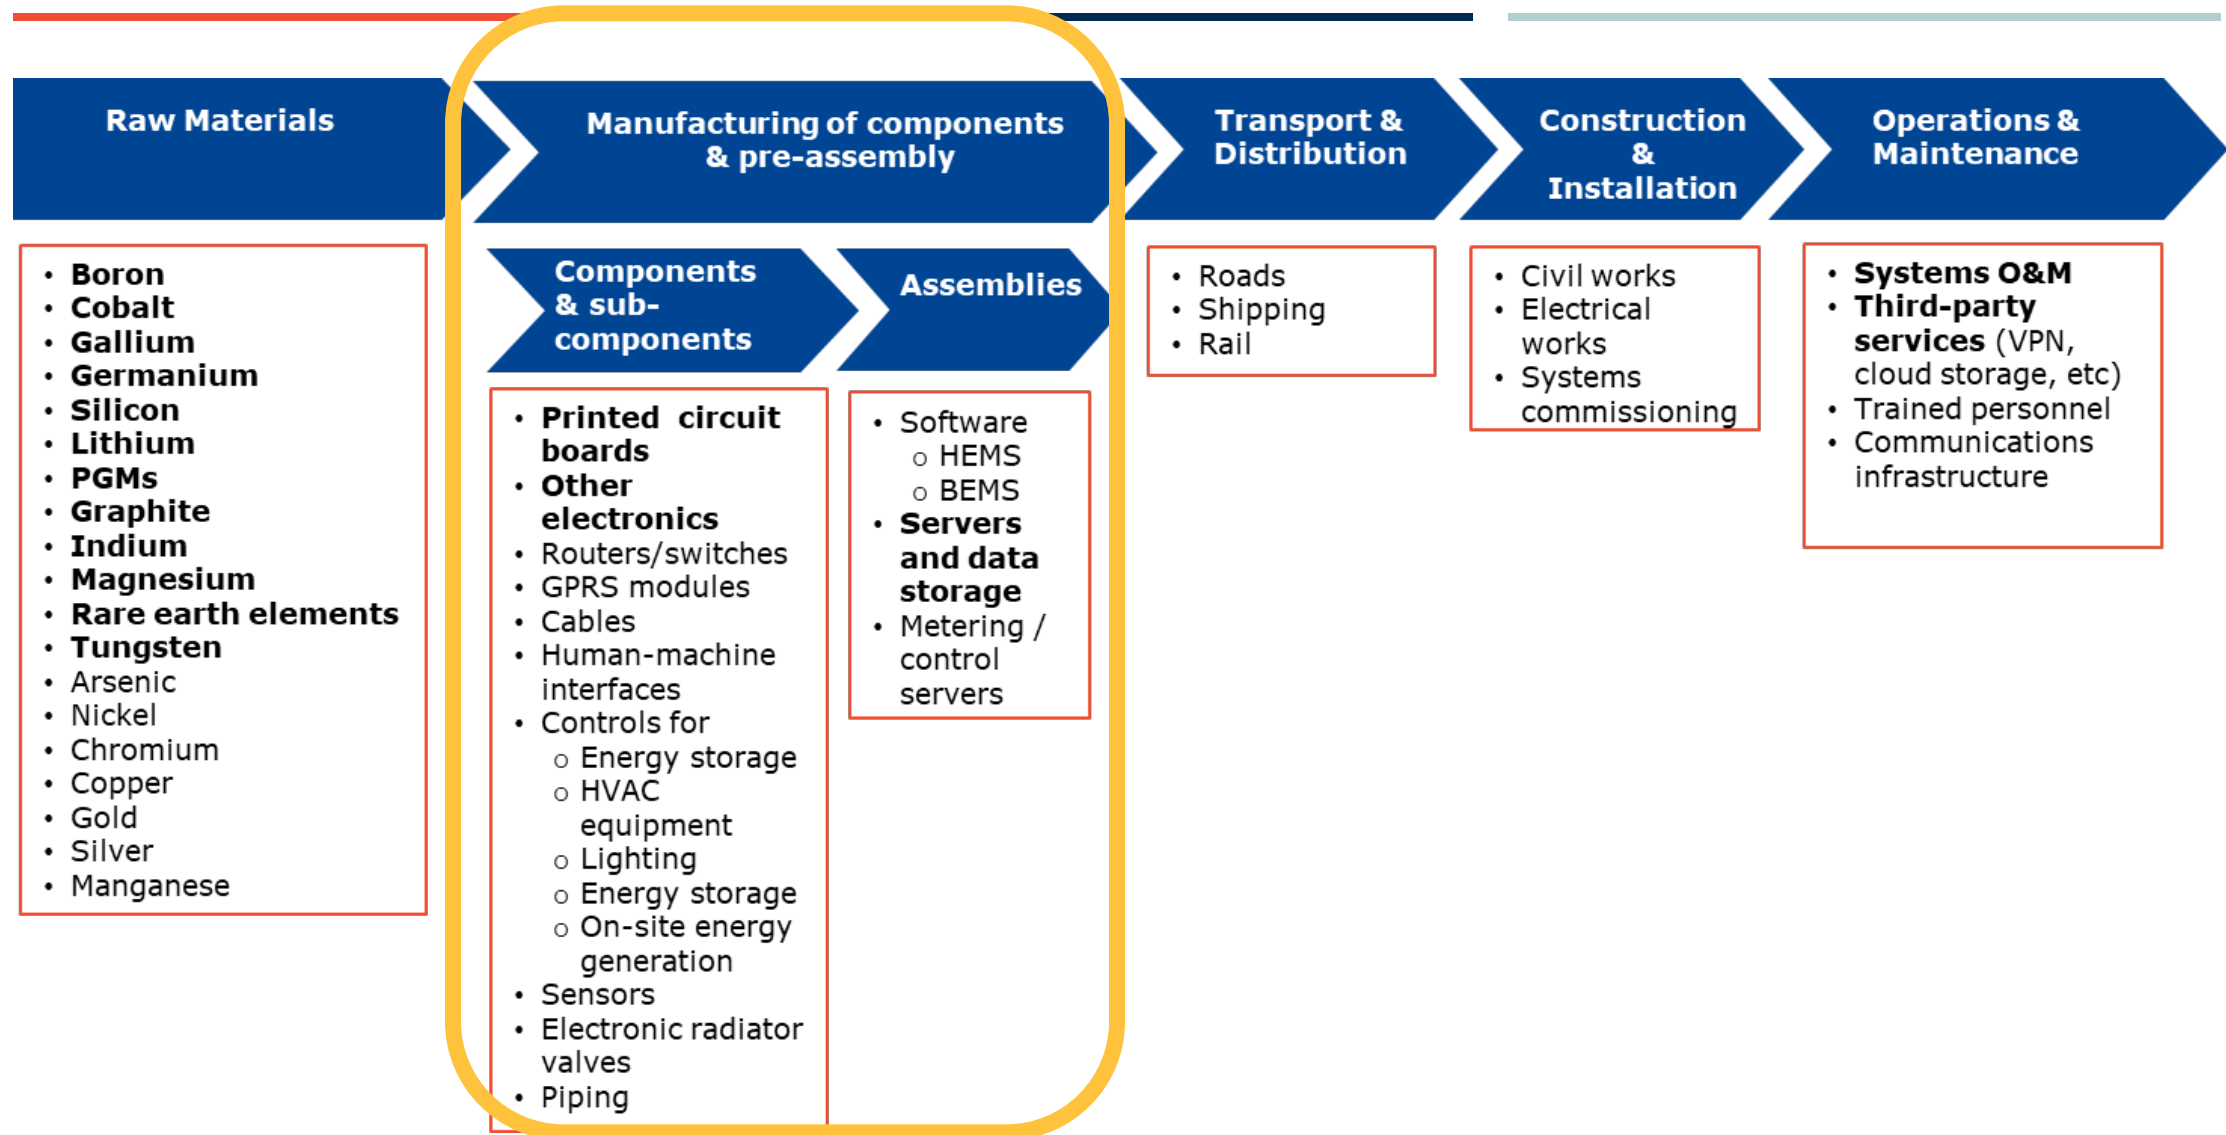 Raw Materials
Manufacturing of components
& pre-assembly
Transport &
Distribution
Construction
&
Installation
Operations &
Maintenance
• Boron
• Cobalt
• Gallium
• Germanium
• Silicon
• Lithium
• PGMs
• Graphite
• Indium
• Magnesium
• Rare earth elements
• Tungsten
• Arsenic
• Nickel
• Chromium
• Copper
• Gold
• Silver
• Manganese
Components
& sub-
components
• Printed circuit
boards
• Other
electronics
• Routers/switches
• GPRS modules
• Cables
• Human-machine
interfaces
• Controls for
o Energy storage
o HVAC
equipment
o Lighting
o Energy storage
o On-site energy
generation
• Sensors
• Electronic radiator
valves
• Piping
Assemblies
• Software
o HEMS
o BEMS
• Servers
and data
storage
• Metering /
control
servers
• Roads
• Shipping
• Rail
• Civil works
• Electrical
works
• Systems
commissioning
• Systems O&M
• Third-party
services (VPN,
cloud storage, etc)
• Trained personnel
• Communications
infrastructure